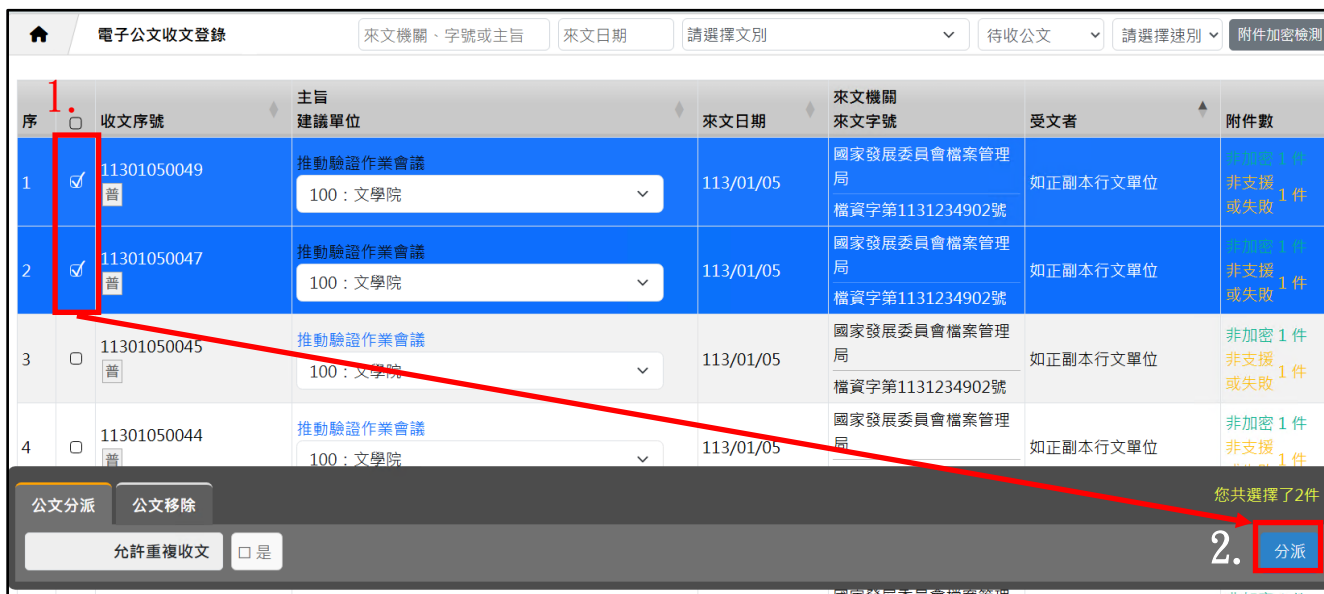 電子公文收文登錄 來文機關、字號或主旨 來文日期 請選擇文別 待收公文 請選擇速別 附件加密檢測
1.
序 收文序號 主旨 建議單位 來文日期 來文機關 來文字號 受文者 附件數
1 11301050049 普 推動驗證作業會議 100：文學院 113/01/05 國家發展委員會檔案管理局 檔資字第1131234902號 如正副本行文單位 非加密 1 件 非支援或失敗 1 件
2 11301050047 普 推動驗證作業會議 100：文學院 113/01/05 國家發展委員會檔案管理局 檔資字第1131234902號 如正副本行文單位 非加密 1 件 非支援或失敗 1 件
3 11301050045 普 推動驗證作業會議 100：文學院 113/01/05 國家發展委員會檔案管理局 檔資字第1131234902號 如正副本行文單位 非加密 1 件 非支援或失敗 1 件
4 11301050044 普 推動驗證作業會議 100：文學院 113/01/05 國家發展委員會檔案管理局 如正副本行文單位 非加密 1 件 非支援 1 件
公文分派 公文移除 您共選擇了2件
允許重複收文 是 2. 分派